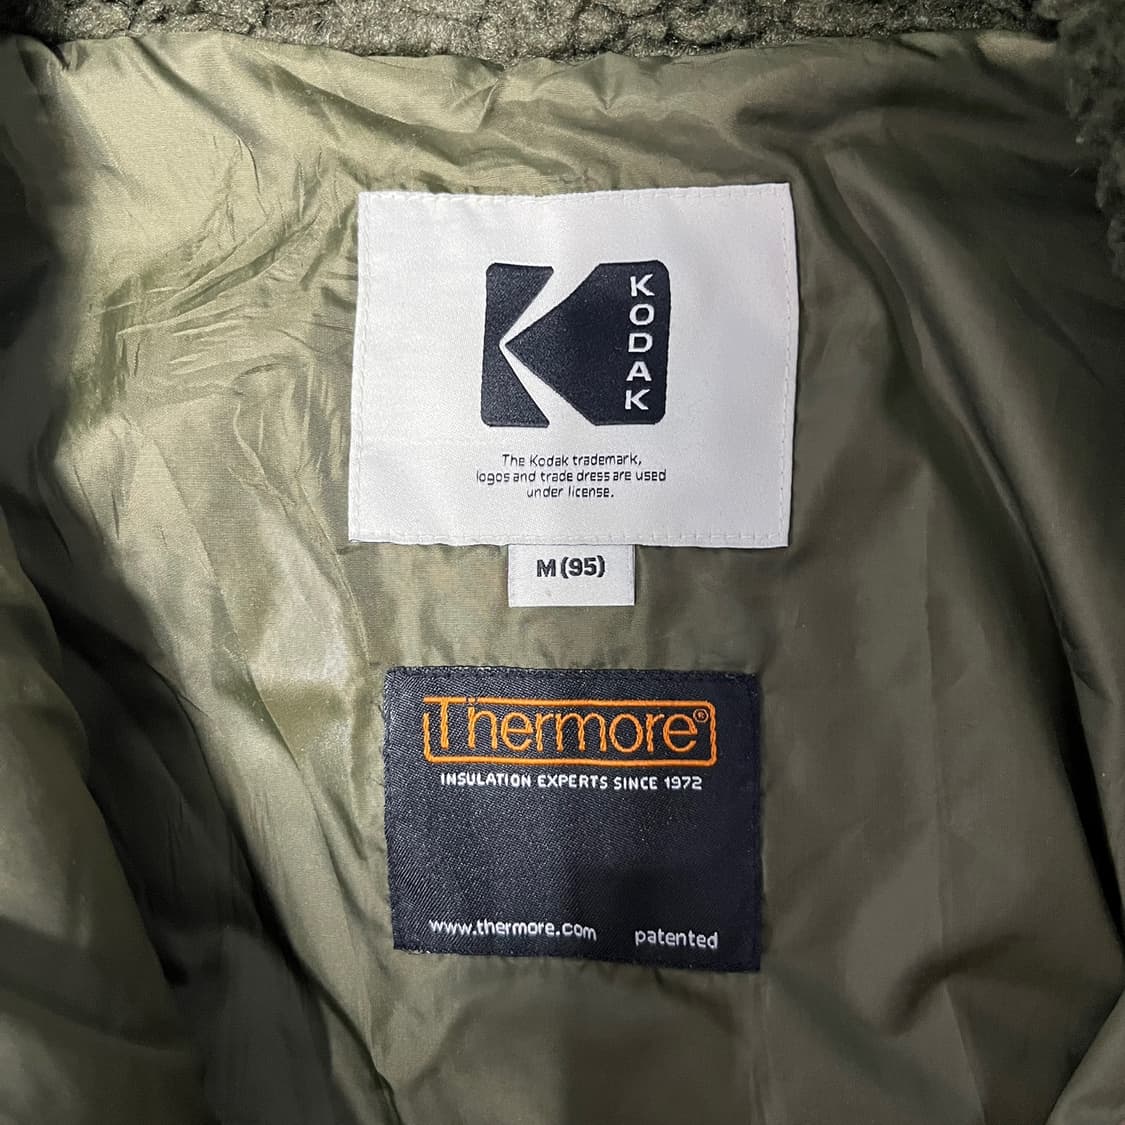 KODAK
The Kodak trademark,
logos and trade dress are used
under license.
M (95)
Thermore®
INSULATION EXPERTS SINCE 1972
www.thermore.com patented